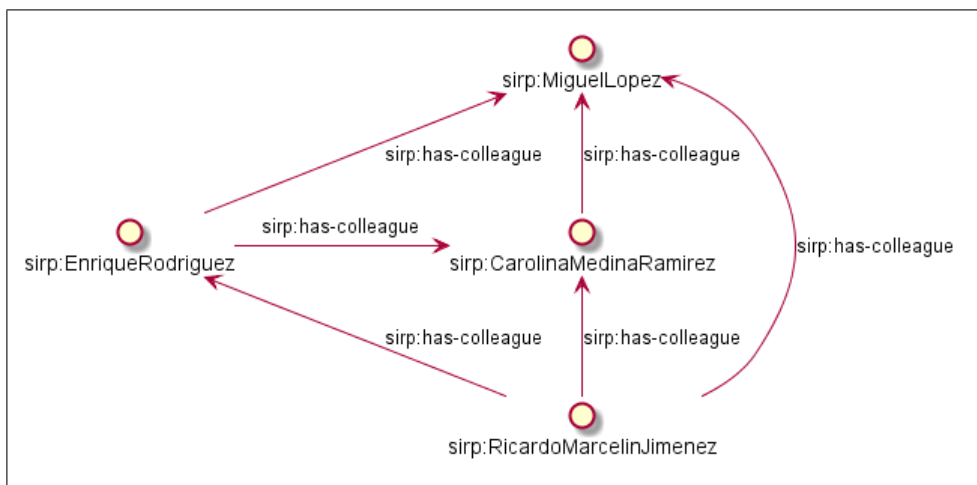 sirp:MiguelLopez
sirp:has-colleague
sirp:has-colleague
sirp:has-colleague
sirp:EnriqueRodriguez
sirp:CarolinaMedinaRamirez
sirp:has-colleague
sirp:has-colleague
sirp:has-colleague
sirp:RicardoMarcelinJimenez